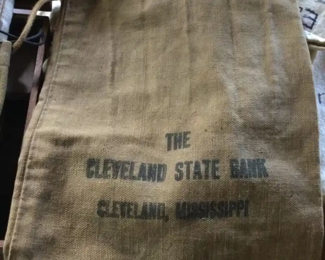 THE
CLEVELAND STATE BANK
CLEVELAND, MISSISSIPPI